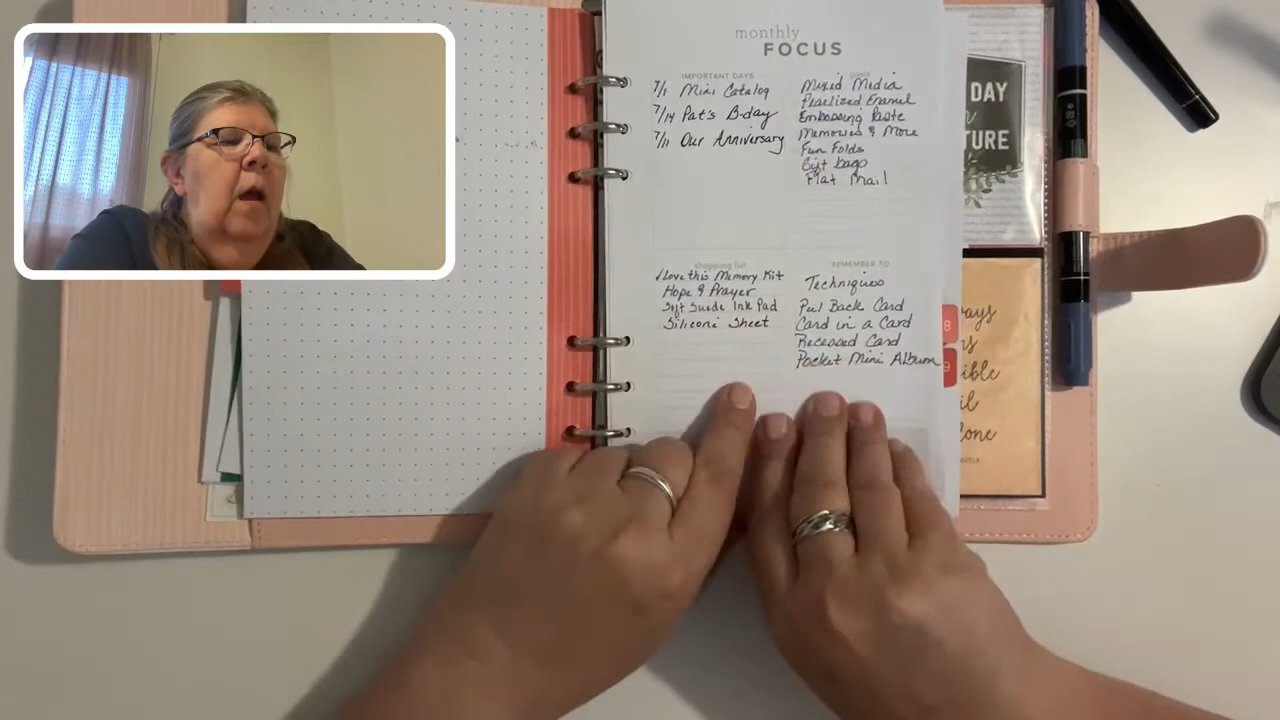 monthly
FOCUS
IMPORTANT DAYS
7/1 Mini Catalog
7/14 Pat's B-day
7/11 Our Anniversary
Mixed Media
Pearlized Enamel
Embossing Paste
Memories & More
Fun Folds
Gift bags
Flat Mail
shopping list
√Love this Memory Kit
Hope & Prayer
Soft Suede Ink Pad
Silicone Sheet
REMEMBER TO
Techniques
Peel Back Card
Card in a Card
Recessed Card
Pocket Mini Album
8
9
DAY
TURE